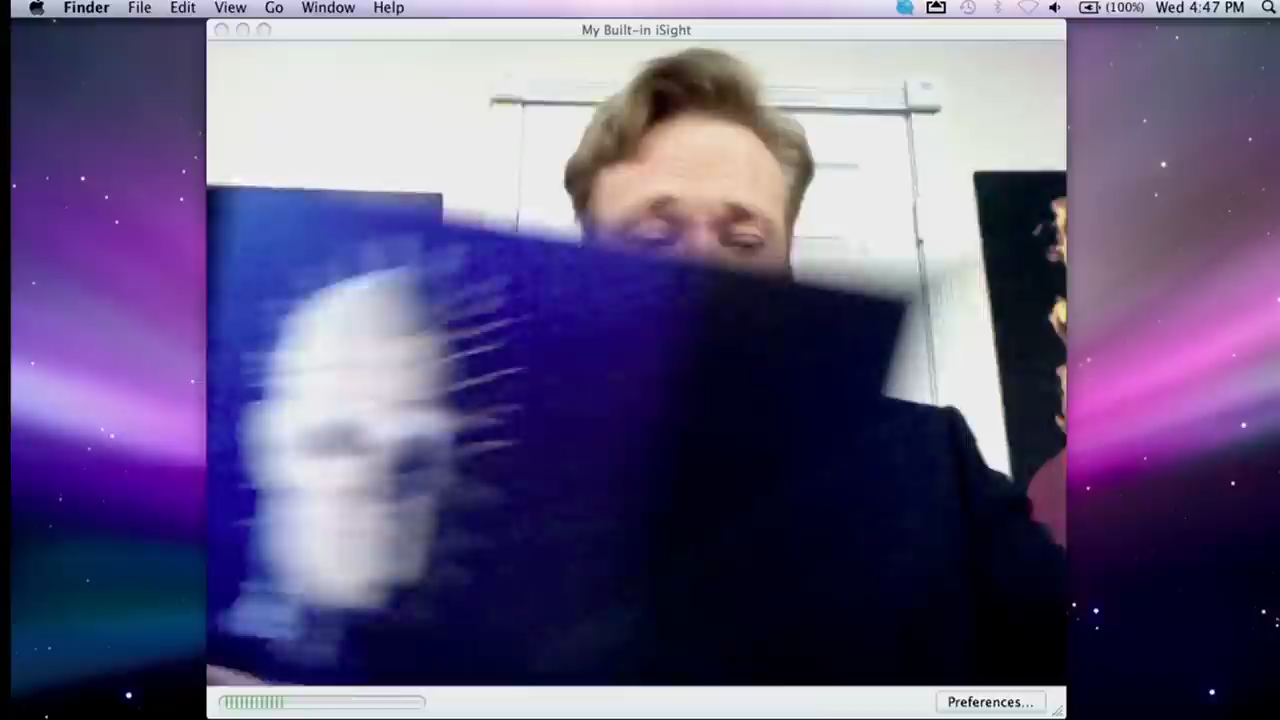 Finder File Edit View Go Window Help (100%) Wed 4:47 PM
My Built-in iSight
Preferences...